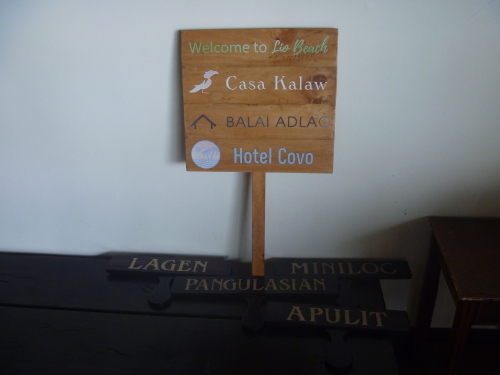 Welcome to Lio Beach
Casa Kalaw
BALAI ADLAO
Hotel Covo
LAGEN
MINILOC
PANGULASIAN
APULIT